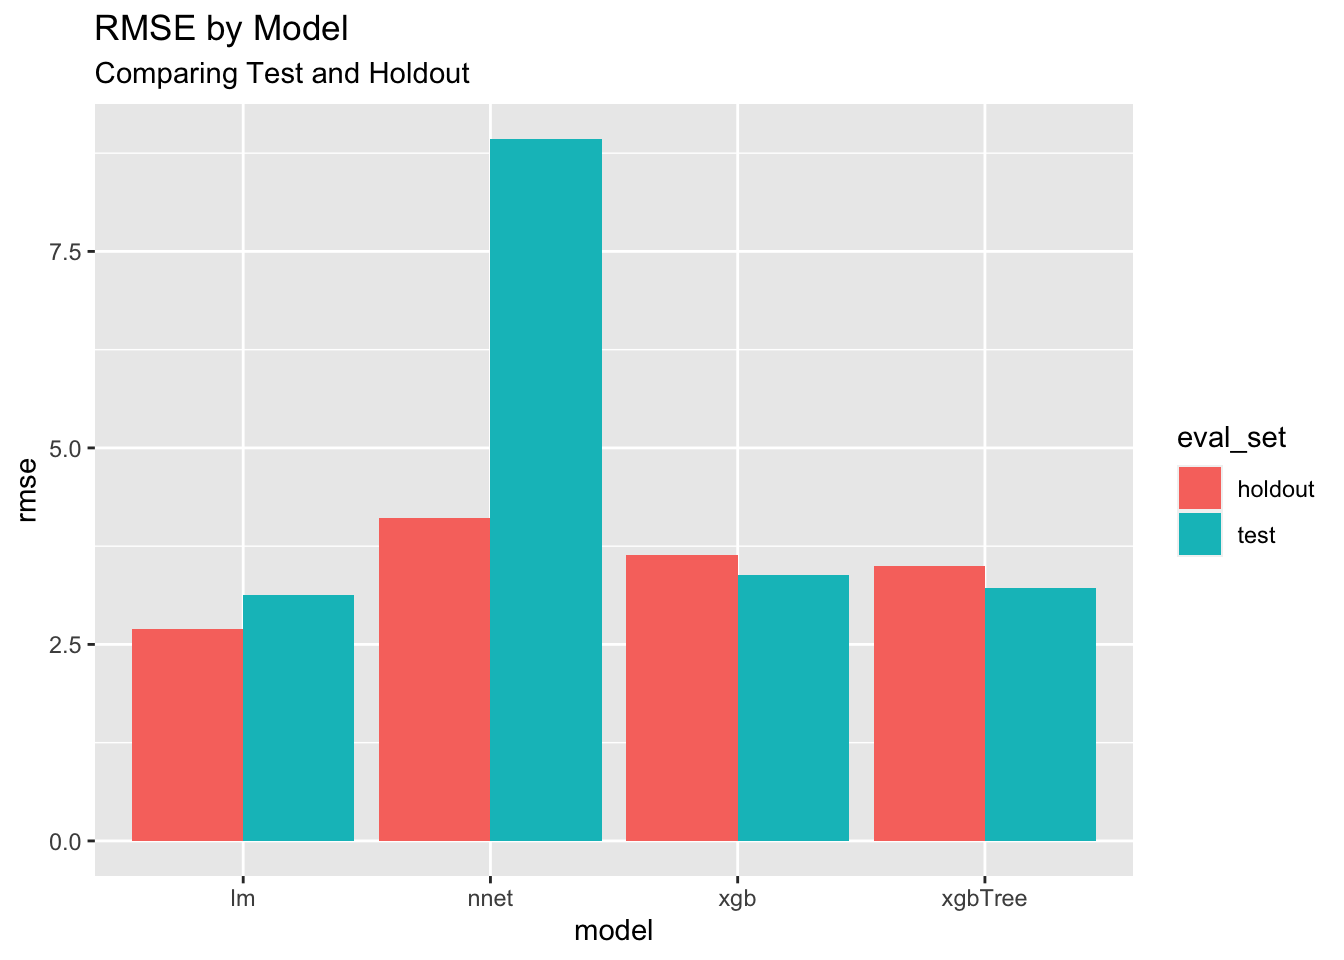 RMSE by Model
Comparing Test and Holdout
rmse
7.5
5.0
2.5
0.0
lm
nnet
xgb
xgbTree
model
eval_set
holdout
test